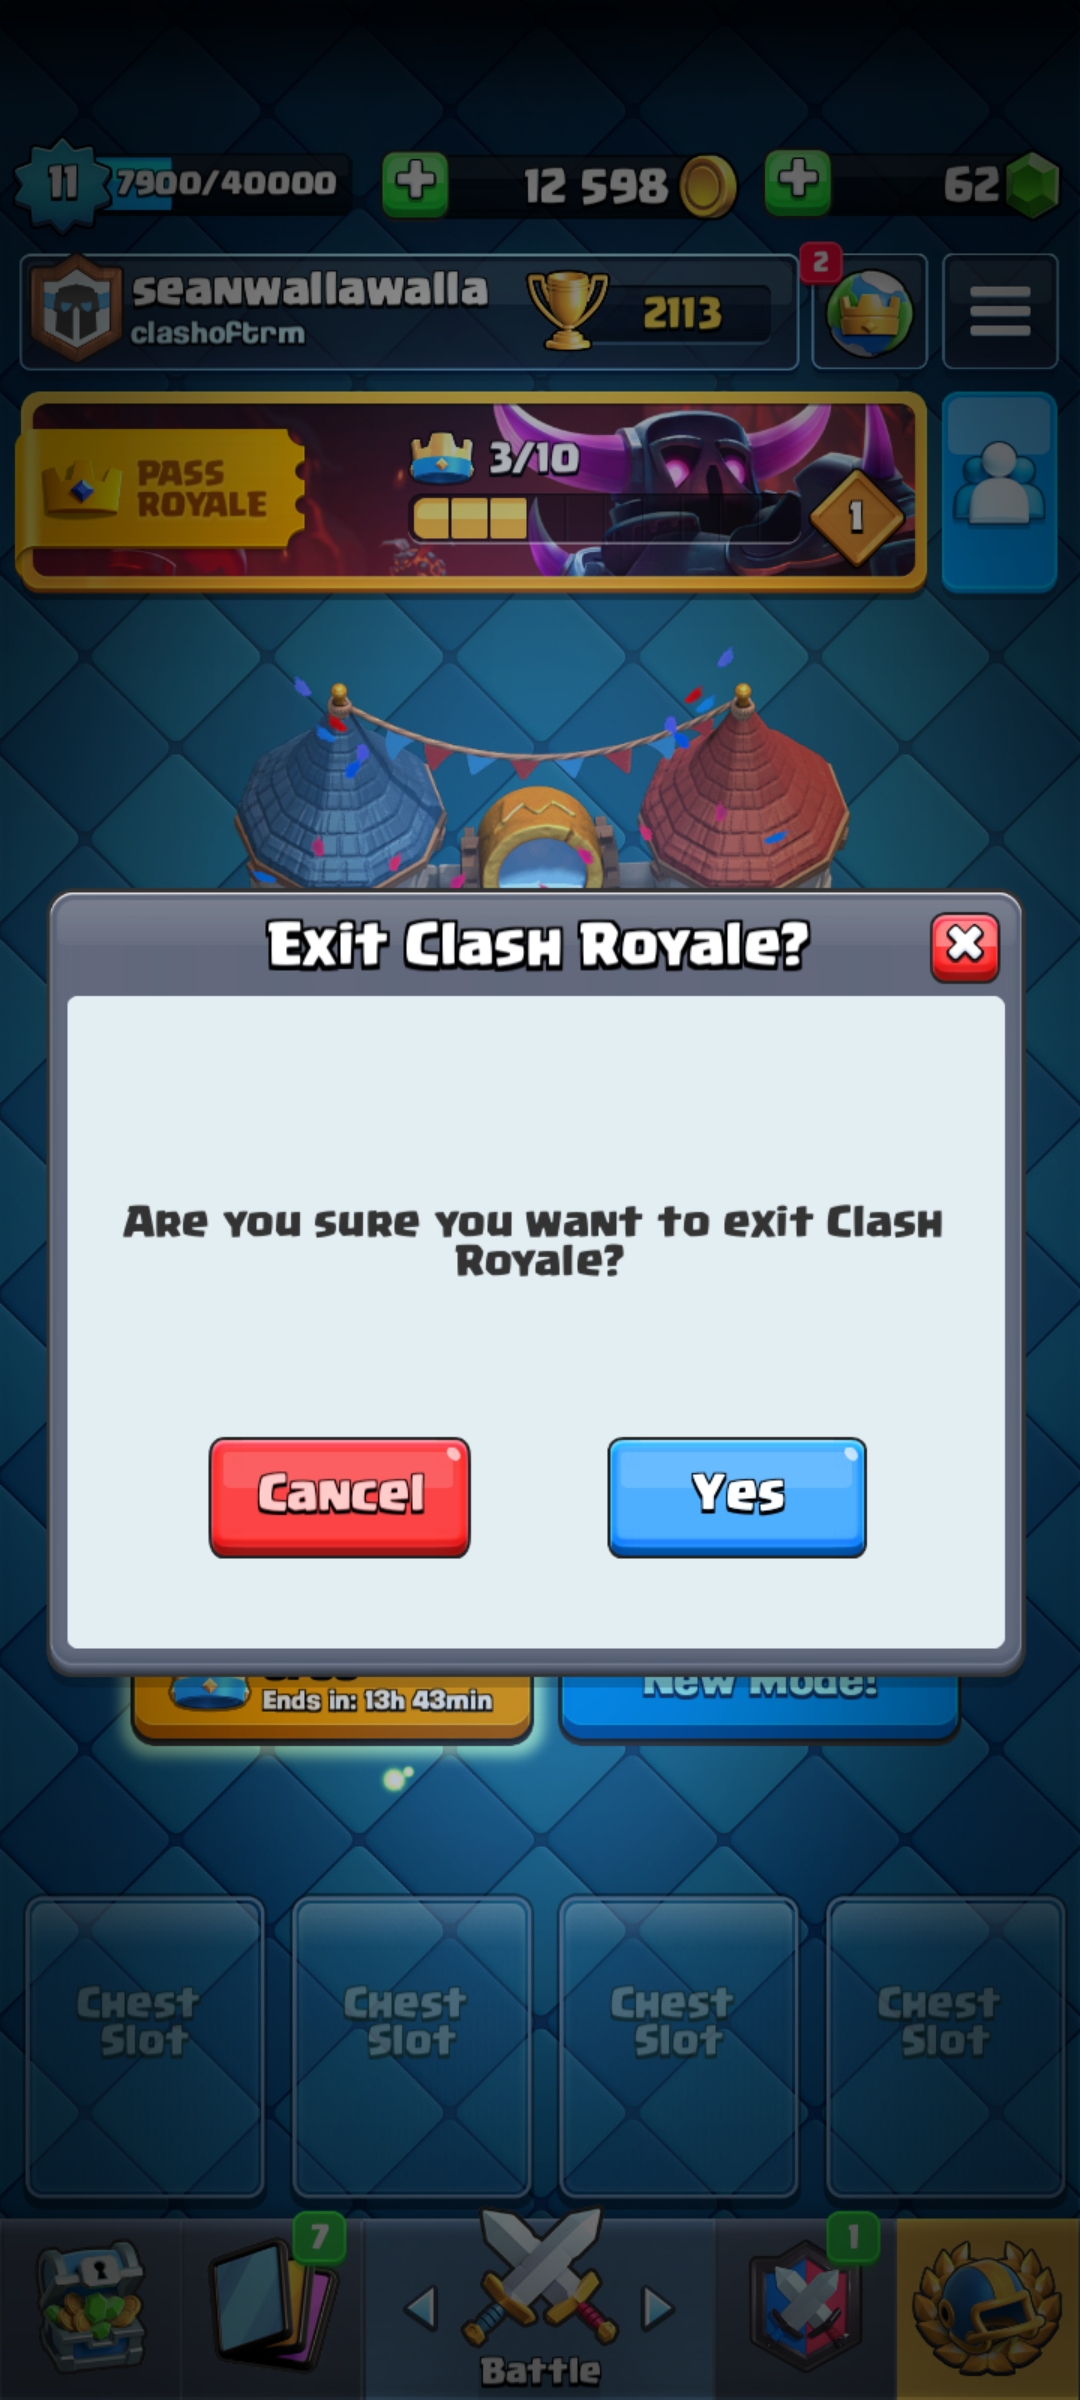 11 7900/40000 12 598 62
seanwallawalla 2113 2
clashoftrm
PASS
ROYALE
3/10
1
Exit Clash Royale?
Are you sure you want to exit Clash
Royale?
Cancel Yes
Ends in: 13h 43min New Mode!
Chest
Slot
Chest
Slot
Chest
Slot
Chest
Slot
7 1
Battle